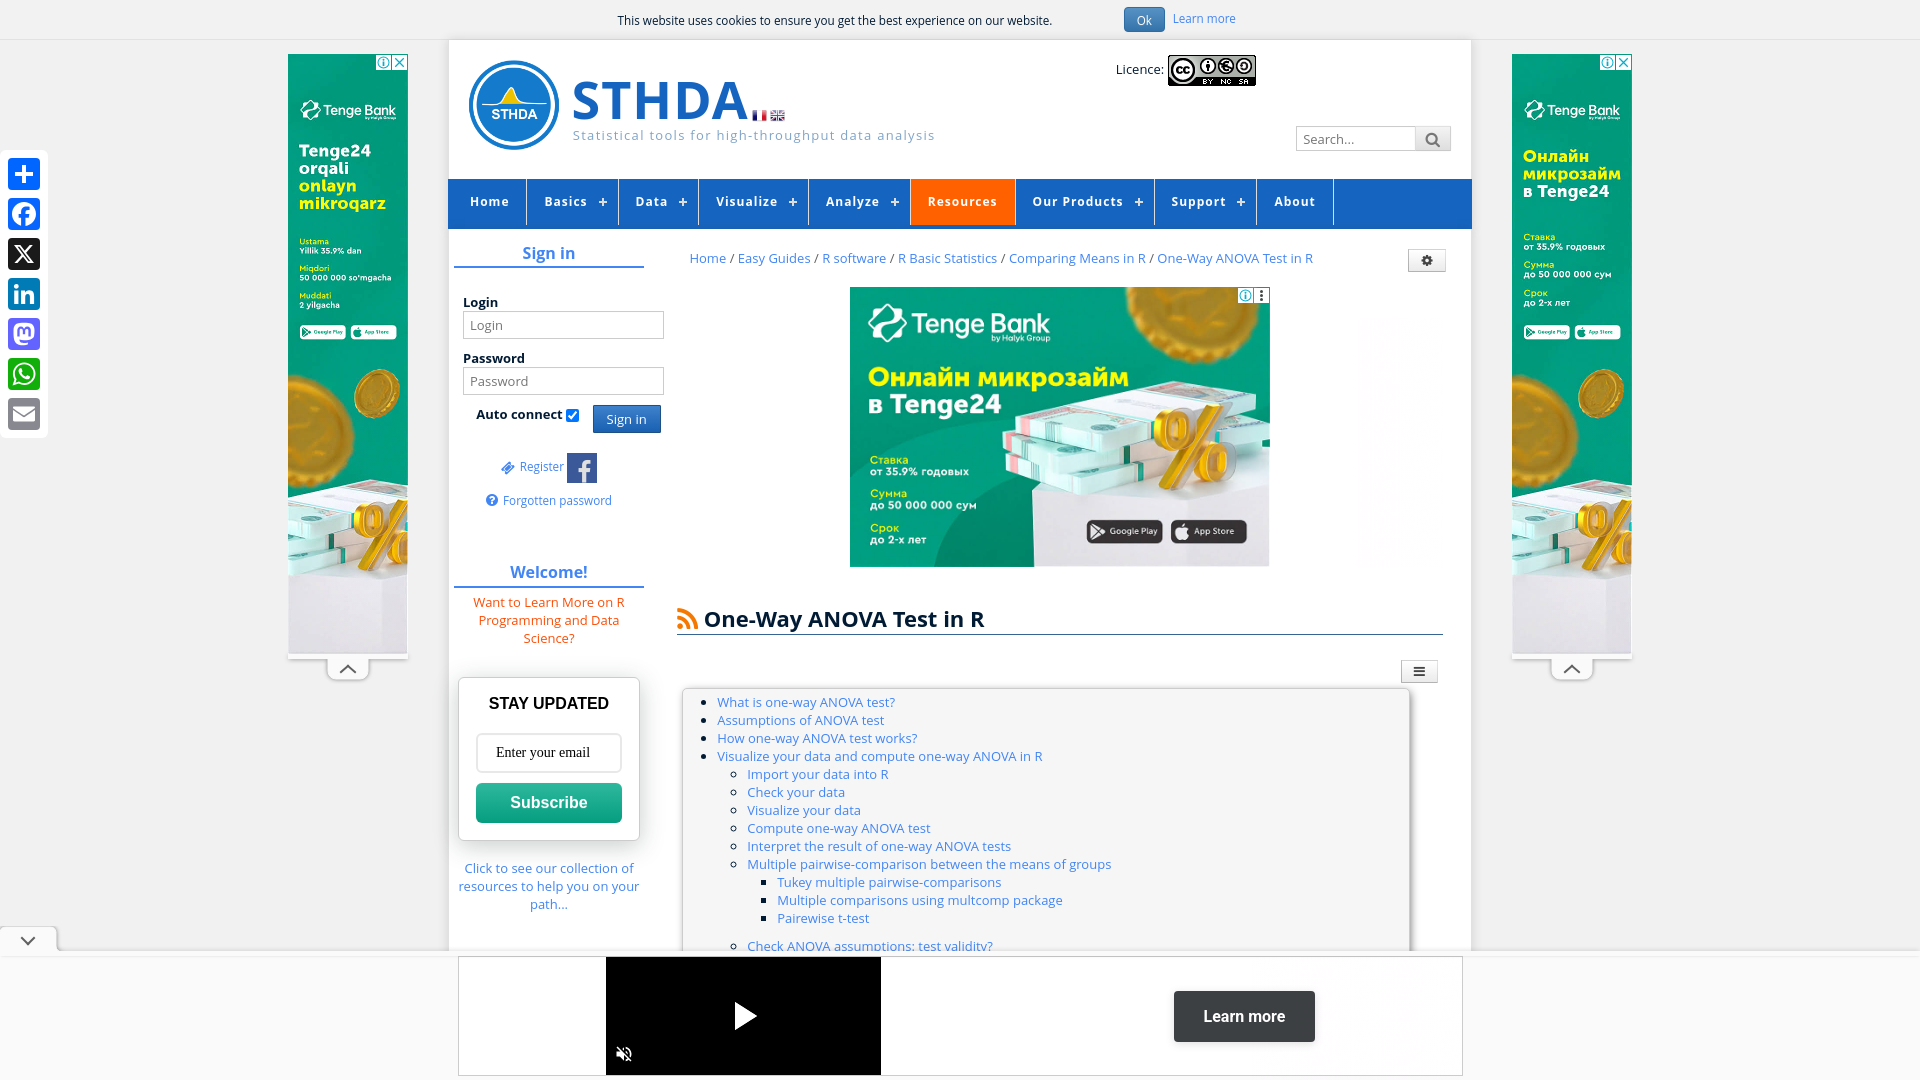 This website uses cookies to ensure you get the best experience on our website.
Ok
Learn more
Tenge Bank
by Halyk Group
Tenge24
orqali
onlayn
mikroqarz
Ustama
Yillik 35.9% dan
Miqdori
50 000 000 so'mgacha
Muddati
2 yilgacha
Google Play
App Store
STHDA
STHDA
Statistical tools for high-throughput data analysis
Licence:
cc
BY NC SA
Search...
Home
Basics
Data
Visualize
Analyze
Resources
Our Products
Support
About
Sign in
Login
Login
Password
Password
Auto connect
Sign in
Register
Forgotten password
Welcome!
Want to Learn More on R
Programming and Data
Science?
STAY UPDATED
Enter your email
Subscribe
Click to see our collection of
resources to help you on your
path...
Home / Easy Guides / R software / R Basic Statistics / Comparing Means in R / One-Way ANOVA Test in R
Tenge Bank
by Halyk Group
Онлайн микрозайм
в Tenge24
Ставка
от 35.9% годовых
Сумма
до 50 000 000 сум
Срок
до 2-х лет
Google Play
App Store
One-Way ANOVA Test in R
What is one-way ANOVA test?
Assumptions of ANOVA test
How one-way ANOVA test works?
Visualize your data and compute one-way ANOVA in R
Import your data into R
Check your data
Visualize your data
Compute one-way ANOVA test
Interpret the result of one-way ANOVA tests
Multiple pairwise-comparison between the means of groups
Tukey multiple pairwise-comparisons
Multiple comparisons using multcomp package
Pairewise t-test
Check ANOVA assumptions: test validity?
Tenge Bank
by Halyk Group
Онлайн
микрозайм
в Tenge24
Ставка
от 35.9% годовых
Сумма
до 50 000 000 сум
Срок
до 2-х лет
Google Play
App Store
Learn more